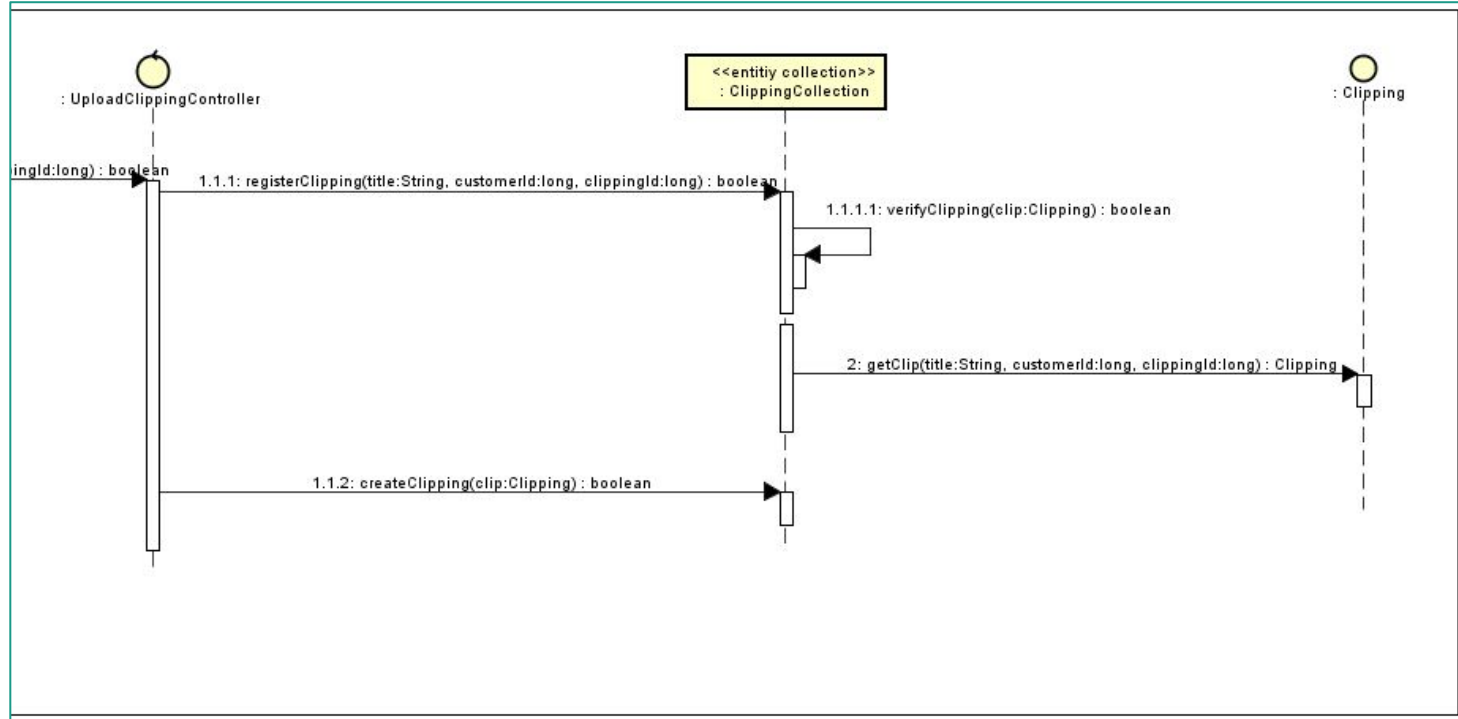 <<entitiy collection>>
: UploadClippingController
: ClippingCollection
: Clipping
ingId:long) : boolean
1.1.1: registerClipping(title:String, customerId:long, clippingId:long) : boolean
1.1.1.1: verifyClipping(clip:Clipping) : boolean
2: getClip(title:String, customerId:long, clippingId:long) : Clipping
1.1.2: createClipping(clip:Clipping) : boolean